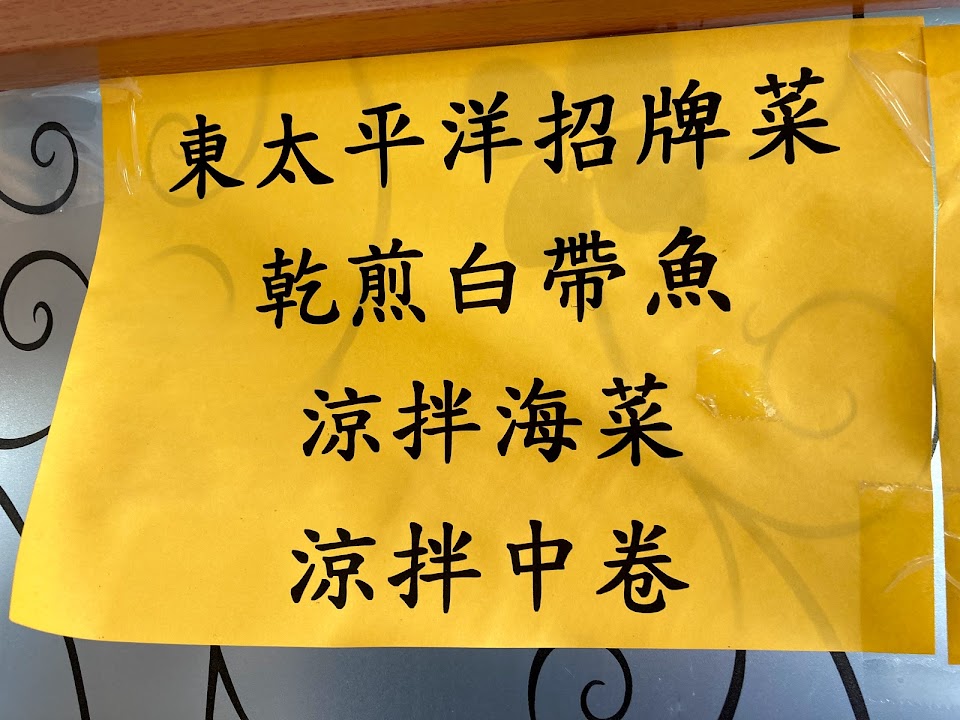 東太平洋招牌菜
乾煎白帶魚
涼拌海菜
涼拌中卷